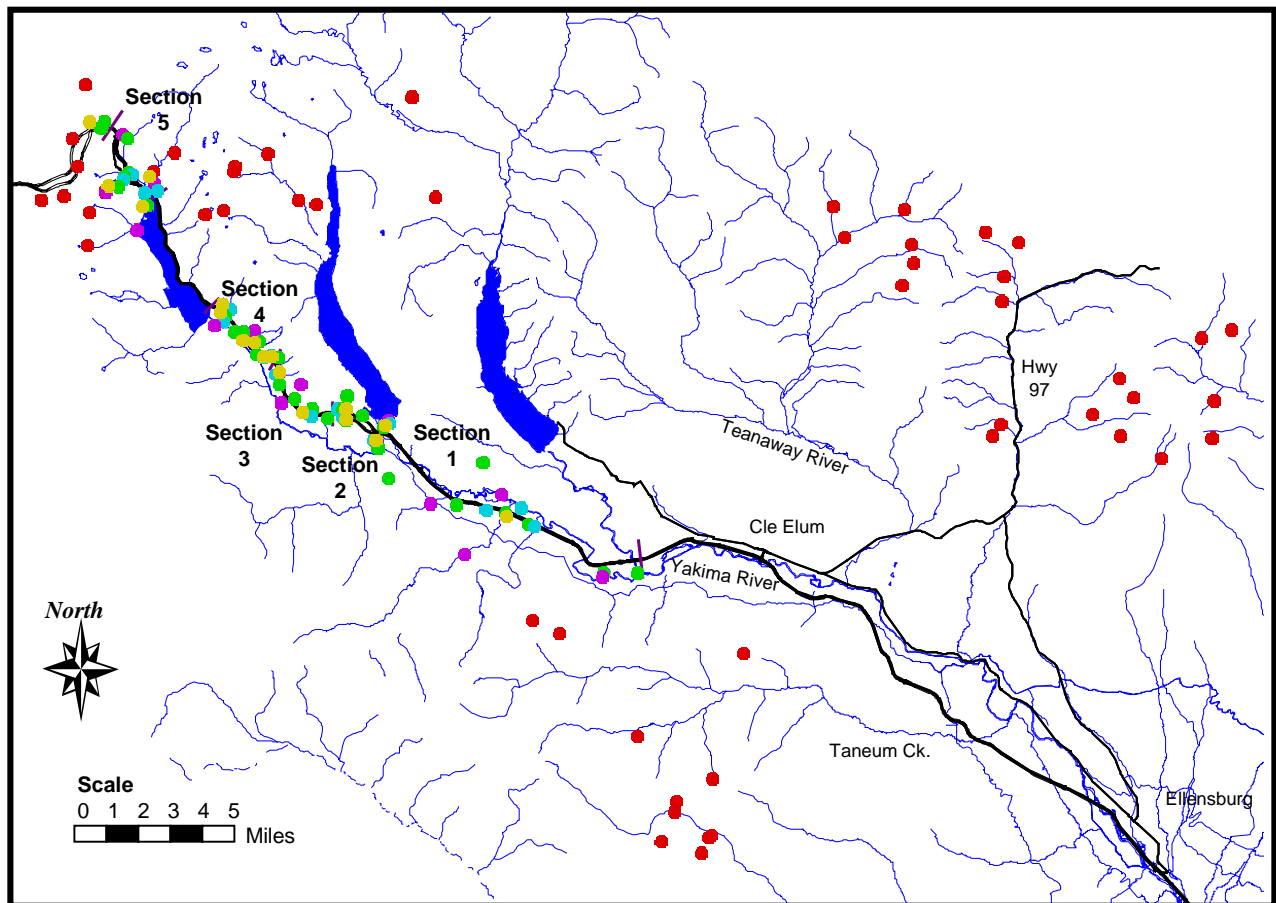 Section
5
Section
4
Hwy
97
Section
3
Section
2
Section
1
Teanaway River
Cle Elum
Yakima River
North
Taneum Ck.
Scale
0 1 2 3 4 5
Miles
Ellensburg